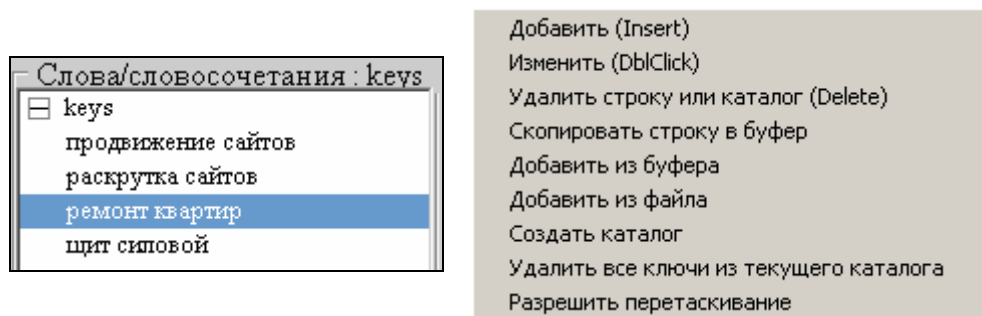 Слова/словосочетания : keys
keys
продвижение сайтов
раскрутка сайтов
ремонт квартир
щит силовой
Добавить (Insert)
Изменить (DblClick)
Удалить строку или каталог (Delete)
Скопировать строку в буфер
Добавить из буфера
Добавить из файла
Создать каталог
Удалить все ключи из текущего каталога
Разрешить перетаскивание